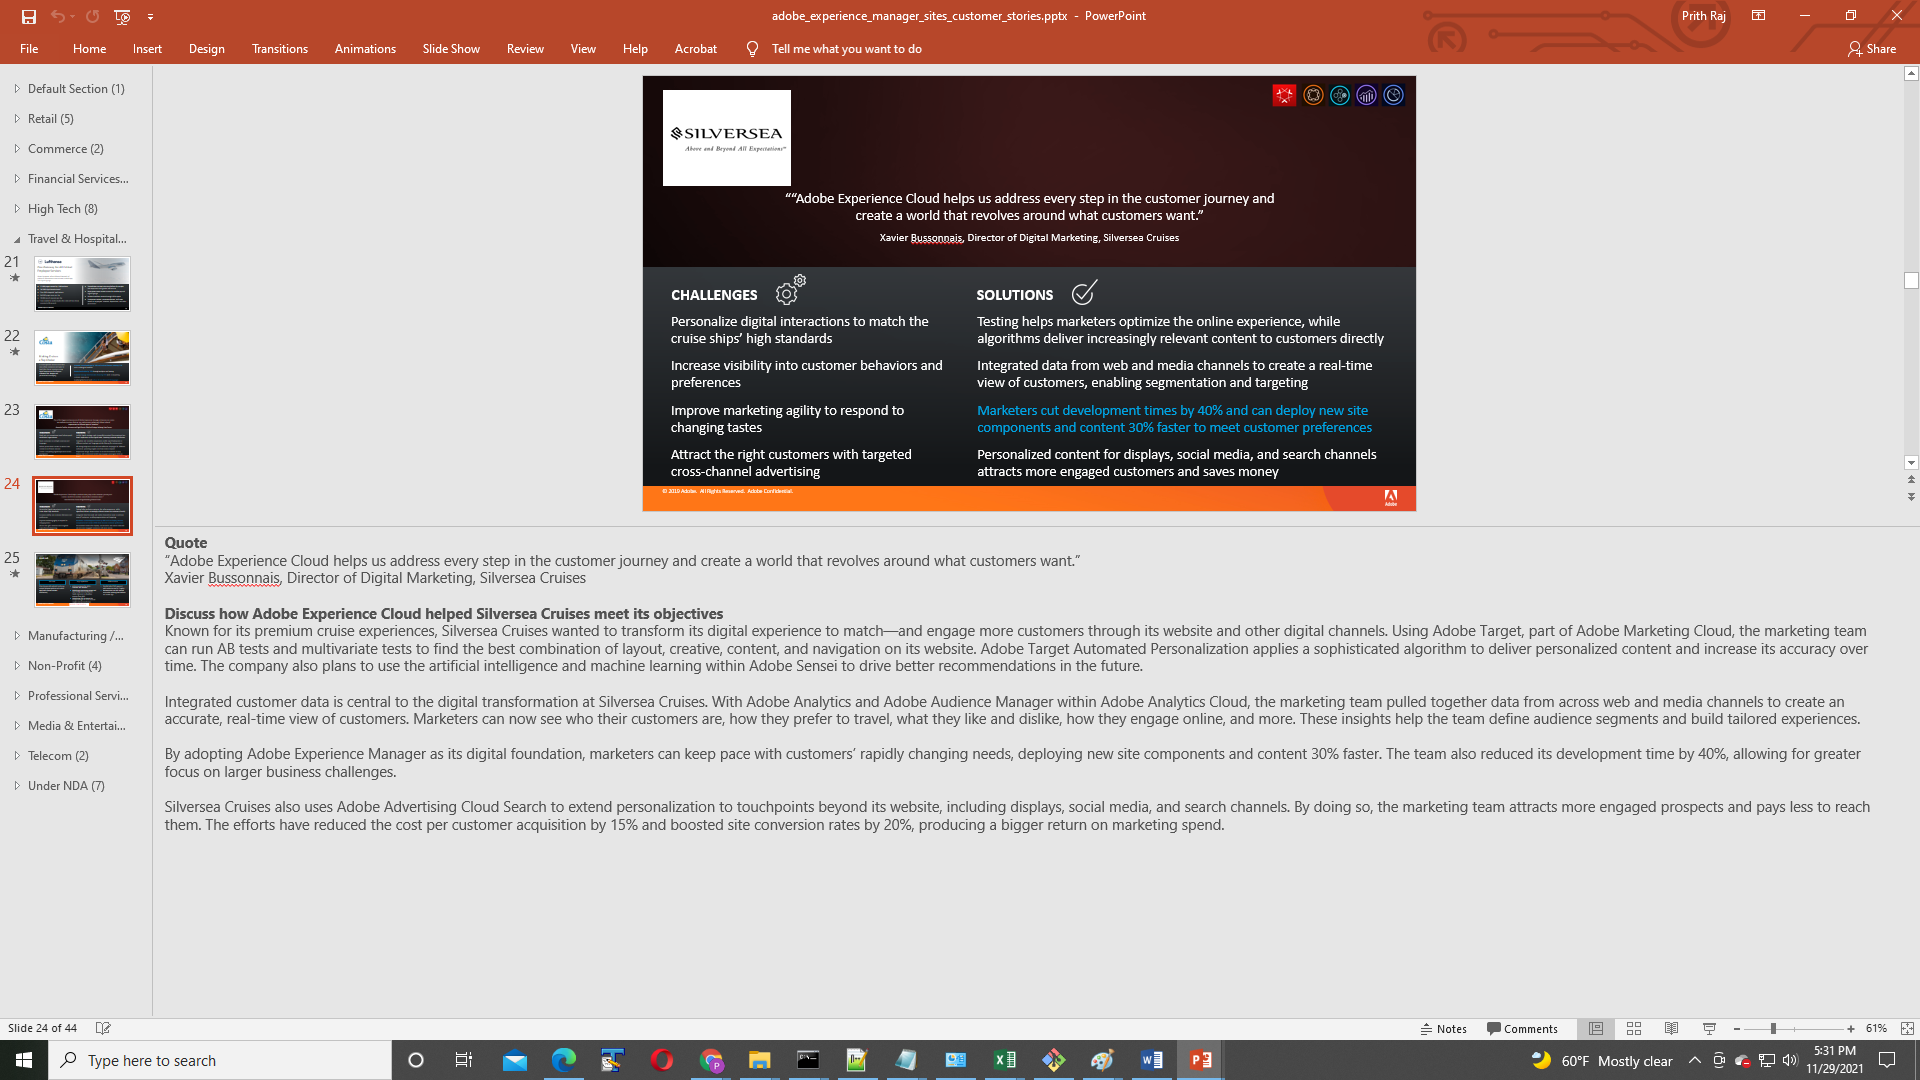 adobe_experience_manager_sites_customer_stories.pptx - PowerPoint
Prith Raj
File Home Insert Design Transitions Animations Slide Show Review View Help Acrobat Tell me what you want to do
Share
Default Section (1)
Retail (5)
Commerce (2)
Financial Services...
High Tech (8)
Travel & Hospital...
21
22
23
24
25
Manufacturing /...
Non-Profit (4)
Professional Servi...
Media & Entertai...
Telecom (2)
Under NDA (7)
SILVERSEA
Above and Beyond All Expectations™
““Adobe Experience Cloud helps us address every step in the customer journey and
create a world that revolves around what customers want.”
Xavier Bussonnais, Director of Digital Marketing, Silversea Cruises
CHALLENGES
Personalize digital interactions to match the
cruise ships’ high standards
Increase visibility into customer behaviors and
preferences
Improve marketing agility to respond to
changing tastes
Attract the right customers with targeted
cross-channel advertising
SOLUTIONS
Testing helps marketers optimize the online experience, while
algorithms deliver increasingly relevant content to customers directly
Integrated data from web and media channels to create a real-time
view of customers, enabling segmentation and targeting
Marketers cut development times by 40% and can deploy new site
components and content 30% faster to meet customer preferences
Personalized content for displays, social media, and search channels
attracts more engaged customers and saves money
© 2019 Adobe. All Rights Reserved. Adobe Confidential.
Adobe
Quote
“Adobe Experience Cloud helps us address every step in the customer journey and create a world that revolves around what customers want.”
Xavier Bussonnais, Director of Digital Marketing, Silversea Cruises
Discuss how Adobe Experience Cloud helped Silversea Cruises meet its objectives
Known for its premium cruise experiences, Silversea Cruises wanted to transform its digital experience to match—and engage more customers through its website and other digital channels. Using Adobe Target, part of Adobe Marketing Cloud, the marketing team
can run AB tests and multivariate tests to find the best combination of layout, creative, content, and navigation on its website. Adobe Target Automated Personalization applies a sophisticated algorithm to deliver personalized content and increase its accuracy over
time. The company also plans to use the artificial intelligence and machine learning within Adobe Sensei to drive better recommendations in the future.
Integrated customer data is central to the digital transformation at Silversea Cruises. With Adobe Analytics and Adobe Audience Manager within Adobe Analytics Cloud, the marketing team pulled together data from across web and media channels to create an
accurate, real-time view of customers. Marketers can now see who their customers are, how they prefer to travel, what they like and dislike, how they engage online, and more. These insights help the team define audience segments and build tailored experiences.
By adopting Adobe Experience Manager as its digital foundation, marketers can keep pace with customers’ rapidly changing needs, deploying new site components and content 30% faster. The team also reduced its development time by 40%, allowing for greater
focus on larger business challenges.
Silversea Cruises also uses Adobe Advertising Cloud Search to extend personalization to touchpoints beyond its website, including displays, social media, and search channels. By doing so, the marketing team attracts more engaged prospects and pays less to reach
them. The efforts have reduced the cost per customer acquisition by 15% and boosted site conversion rates by 20%, producing a bigger return on marketing spend.
Slide 24 of 44
Notes
Comments
61%
Type here to search
60°F Mostly clear
5:31 PM
11/29/2021